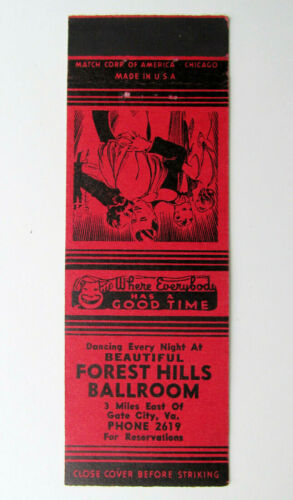 MATCH CORP. OF AMERICA - CHICAGO
MADE IN U.S.A
Where Everybody
HAS A
GOOD TIME
Dancing Every Night At
BEAUTIFUL
FOREST HILLS
BALLROOM
3 Miles East Of
Gate City, Va.
PHONE 2619
For Reservations
CLOSE COVER BEFORE STRIKING